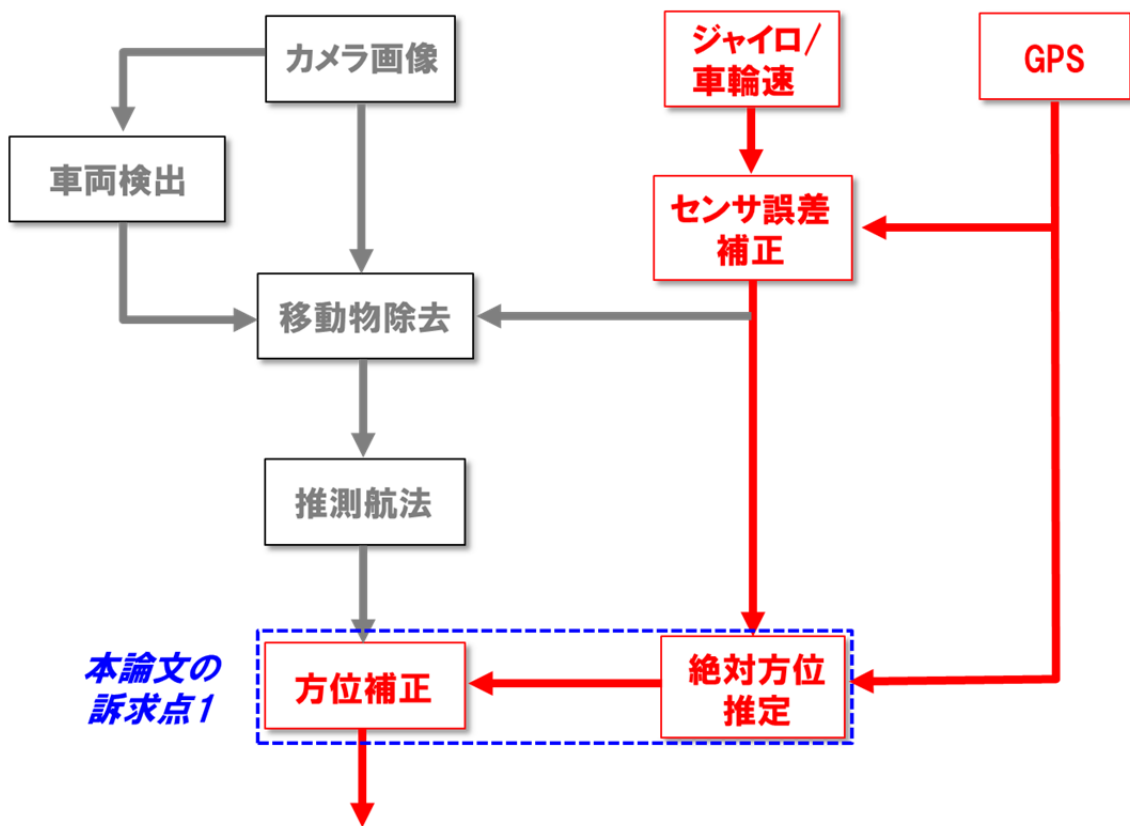 カメラ画像
ジャイロ/
車輪速
GPS
車両検出
センサ誤差
補正
移動物除去
推測航法
本論文の
訴求点1
方位補正
絶対方位
推定